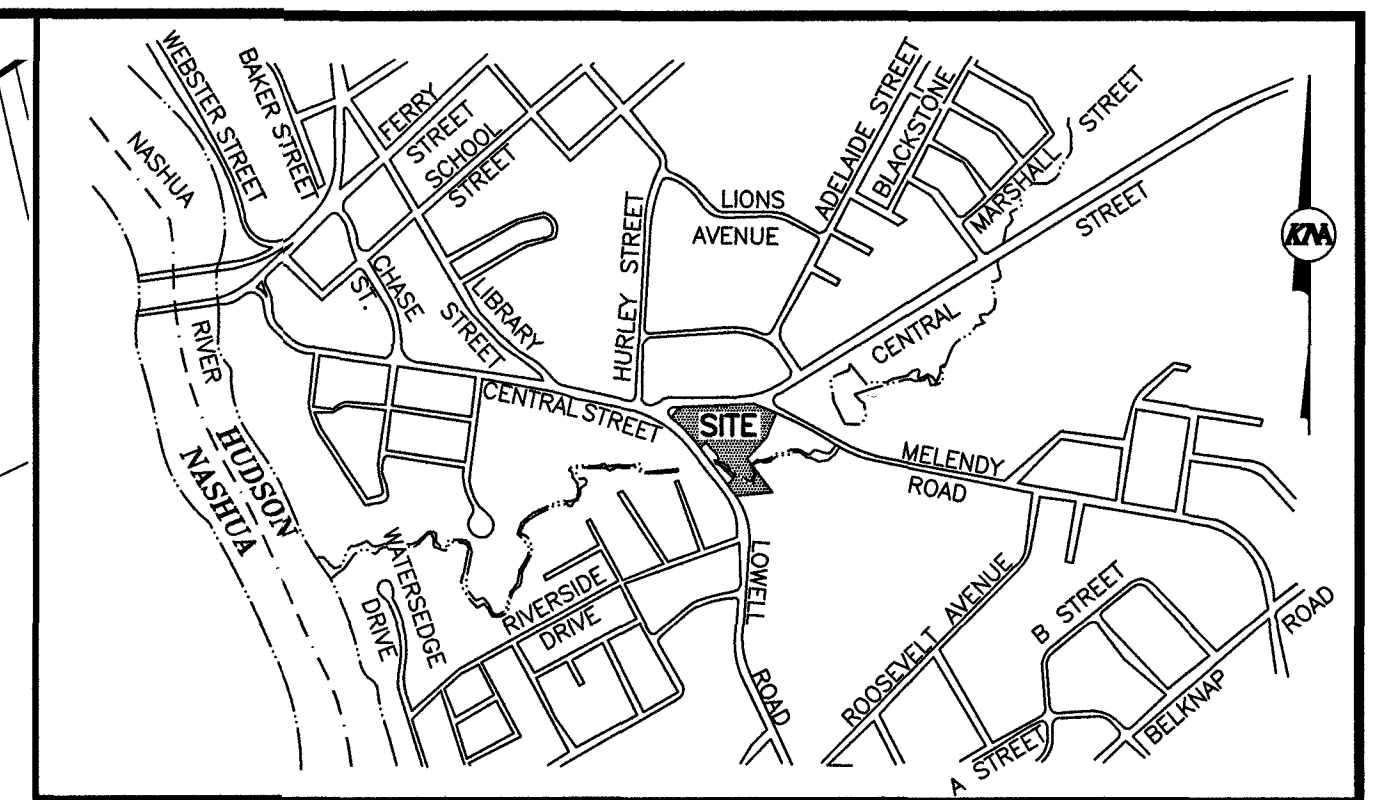 WEBSTER STREET
BAKER STREET
FERRY
STREET
SCHOOL
STREET
NASHUA
RIVER
HUDSON
NASHUA
CHASE
ST.
LIBRARY
STREET
HURLEY STREET
LIONS
AVENUE
ADELAIDE STREET
BLACKSTONE
MARSHALL
STREET
CENTRAL
STREET
KNA
CENTRAL STREET
SITE
MELENDY
ROAD
WATERSEDGE
DRIVE
RIVERSIDE
DRIVE
LOWELL
ROAD
ROOSEVELT AVENUE
B STREET
A STREET
BELKNAP
ROAD